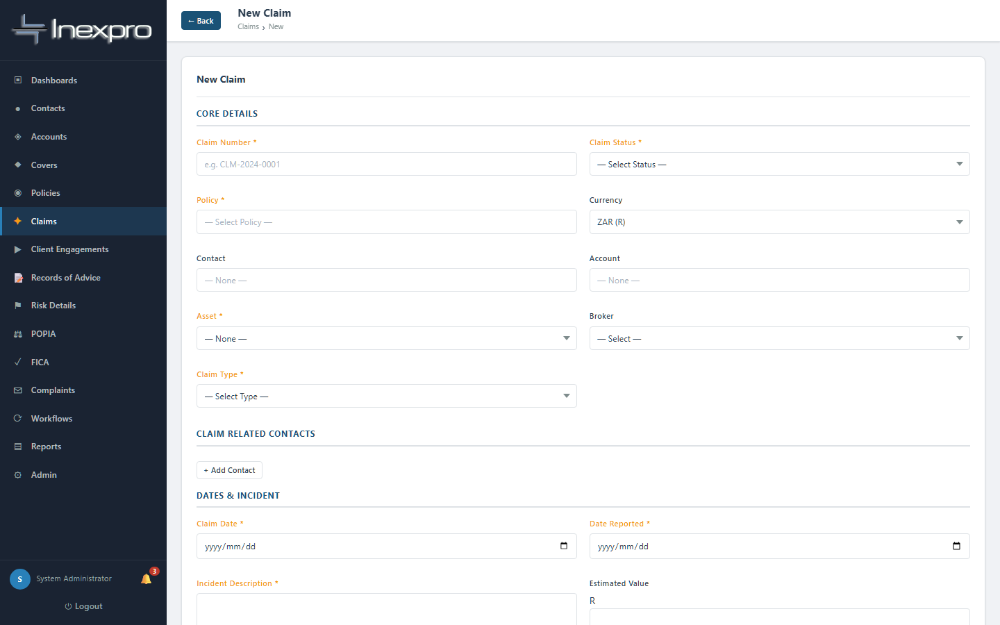 Inexpro
← Back
New Claim
Claims › New
Dashboards
Contacts
Accounts
Covers
Policies
Claims
Client Engagements
Records of Advice
Risk Details
POPIA
FICA
Complaints
Workflows
Reports
Admin
S
System Administrator
3
Logout
New Claim
CORE DETAILS
Claim Number *
Claim Status *
e.g. CLM-2024-0001
— Select Status —
Policy *
Currency
— Select Policy —
ZAR (R)
Contact
Account
— None —
— None —
Asset *
Broker
— None —
— Select —
Claim Type *
— Select Type —
CLAIM RELATED CONTACTS
+ Add Contact
DATES & INCIDENT
Claim Date *
Date Reported *
yyyy/mm/dd
yyyy/mm/dd
Incident Description *
Estimated Value
R